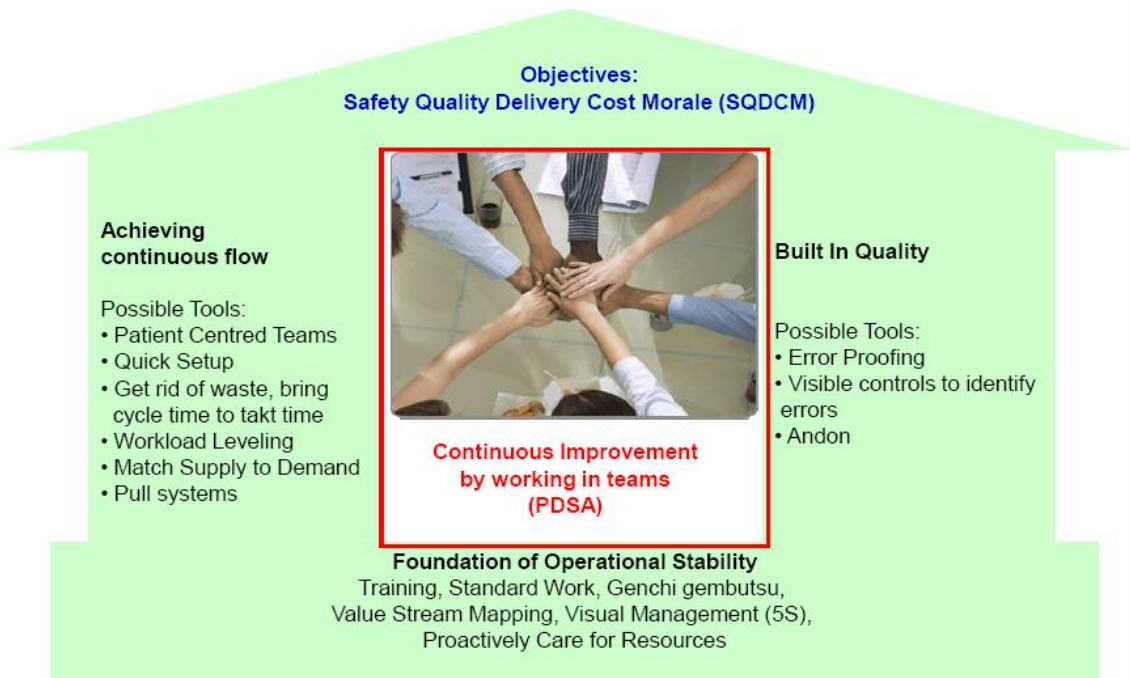 Objectives:
Safety Quality Delivery Cost Morale (SQDCM)
Achieving
continuous flow
Possible Tools:
• Patient Centred Teams
• Quick Setup
• Get rid of waste, bring
cycle time to takt time
• Workload Leveling
• Match Supply to Demand
• Pull systems
Continuous Improvement
by working in teams
(PDSA)
Built In Quality
Possible Tools:
• Error Proofing
• Visible controls to identify
errors
• Andon
Foundation of Operational Stability
Training, Standard Work, Genchi gembutsu,
Value Stream Mapping, Visual Management (5S),
Proactively Care for Resources